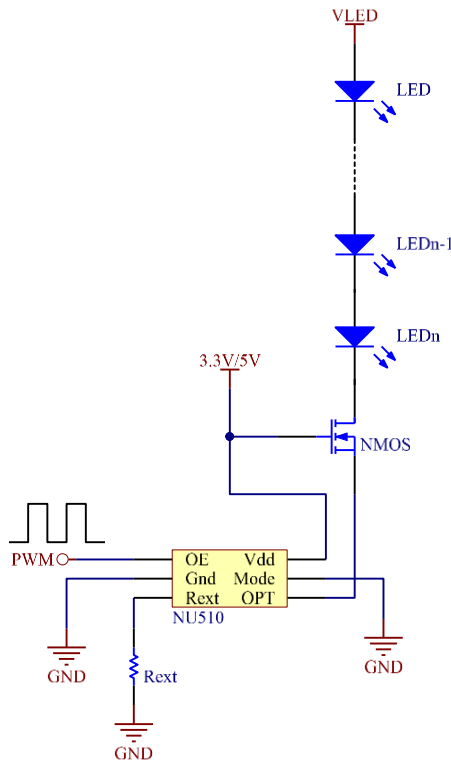 VLED
LED
LEDn-1
LEDn
3.3V/5V
NMOS
PWM
OE Vdd
Gnd Mode
Rext OPT
NU510
GND
GND
Rext
GND